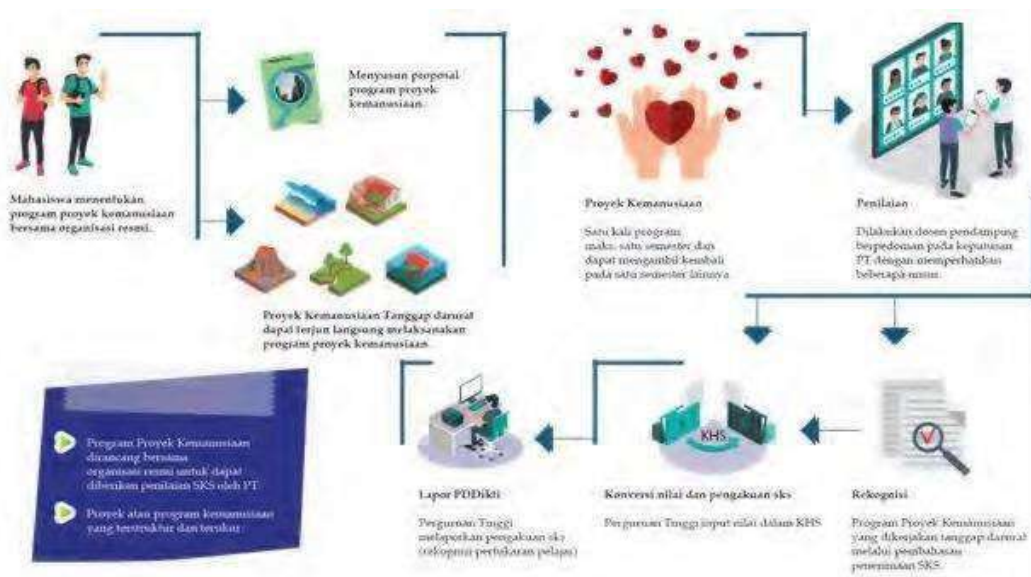 Mahasiswa menentukan
program proyek kemanusiaan
bersama organisasi resmi.
Menyusun proposal
program proyek
kemanusiaan.
Proyek Kemanusiaan Tanggap darurat
dapat terjun langsung melaksanakan
program proyek kemanusiaan
Proyek Kemanusiaan
Satu kali program
maks. satu semester dan
dapat mengambil kembali
pada satu semester lainnya
Penilaian
Dilakukan dosen pendamping
berpedoman pada keputusan
PT dengan memperhatikan
beberapa unsur.
Rekognisi
Program Proyek Kemanusiaan
yang dikerjakan tanggap darurat
melalui pembahasan
penerimaan SKS.
KHS
Konversi nilai dan pengakuan sks
Perguruan Tinggi input nilai dalam KHS
Lapor PDDikti
Perguruan Tinggi
melaporkan pengakuan sks
(rekognisi pertukaran pelajar)
Program Proyek Kemanusiaan
dirancang bersama
organisasi resmi untuk dapat
diberikan penilaian SKS oleh PT
Proyek atau program kemanusiaan
yang terstruktur dan terukur